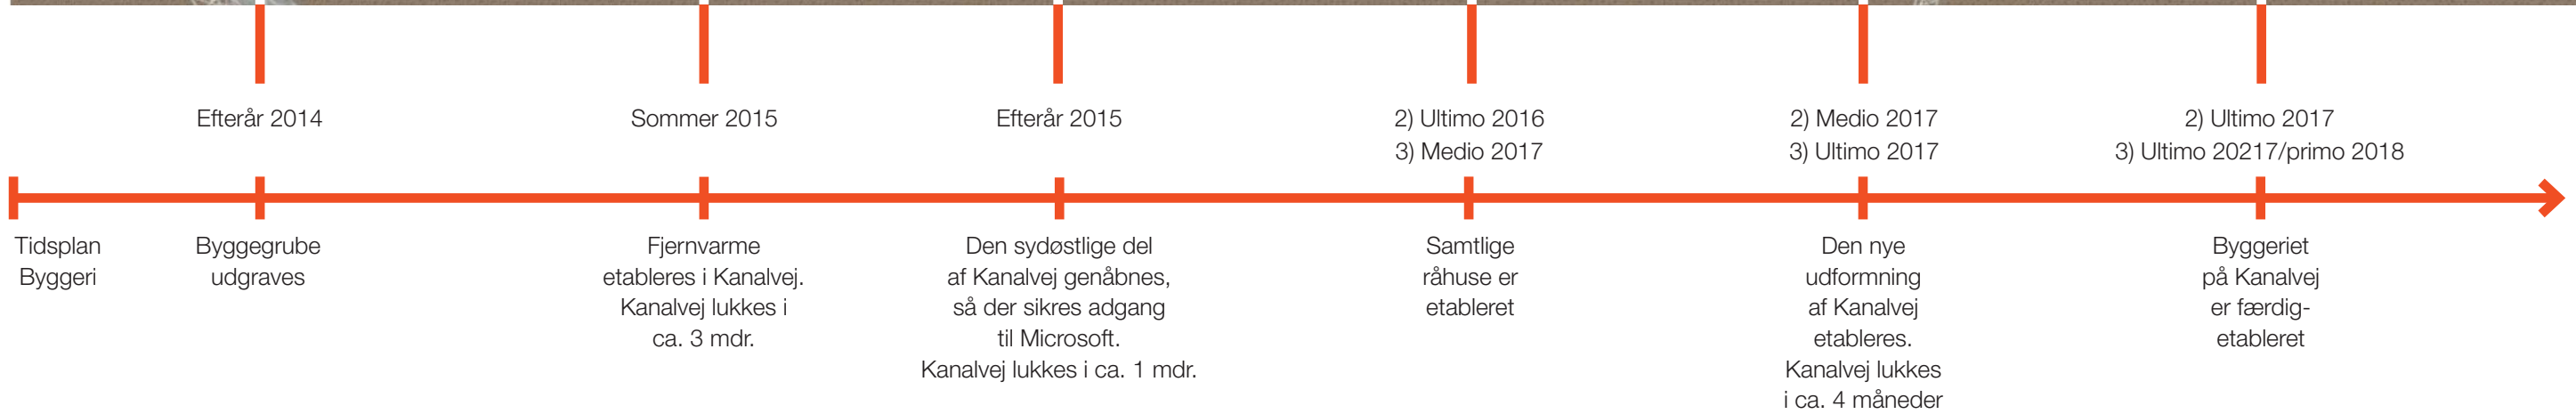 Efterår 2014
Sommer 2015
Efterår 2015
2) Ultimo 2016
3) Medio 2017
2) Medio 2017
3) Ultimo 2017
2) Ultimo 2017
3) Ultimo 20217/primo 2018
Tidsplan
Byggeri
Byggegrube
udgraves
Fjernvarme
etableres i Kanalvej.
Kanalvej lukkes i
ca. 3 mdr.
Den sydøstlige del
af Kanalvej genåbnes,
så der sikres adgang
til Microsoft.
Kanalvej lukkes i ca. 1 mdr.
Samtlige
råhuse er
etableret
Den nye
udformning
af Kanalvej
etableres.
Kanalvej lukkes
i ca. 4 måneder
Byggeriet
på Kanalvej
er færdig-
etableret